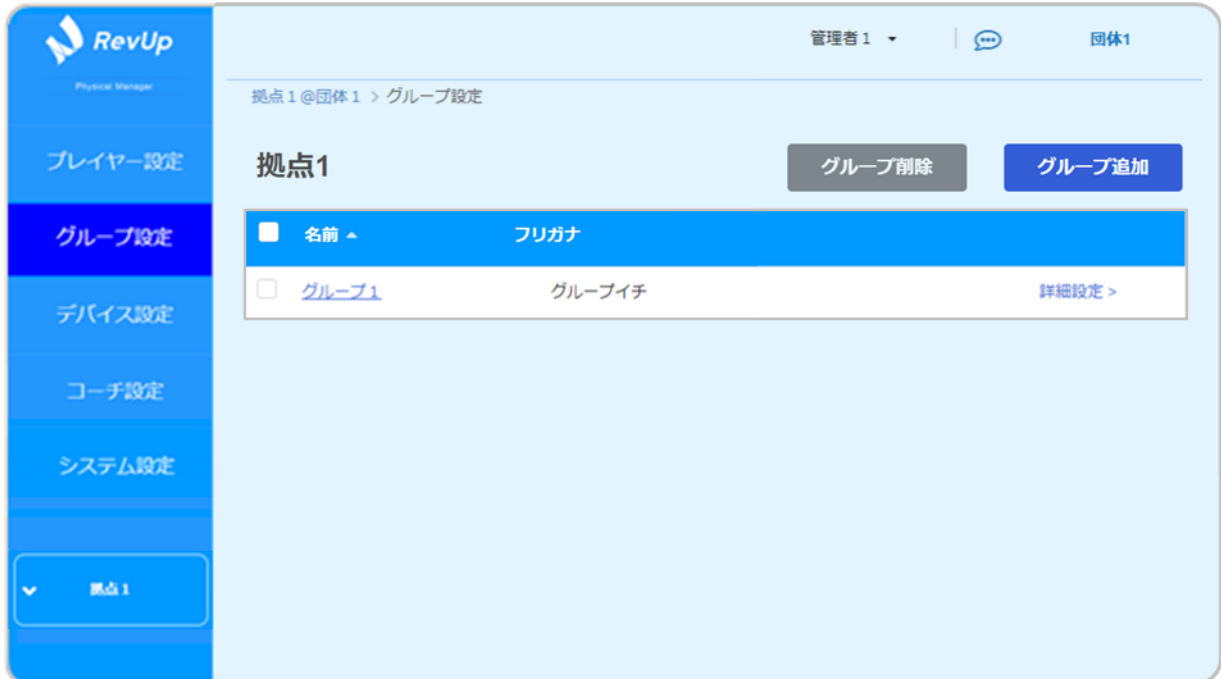 RevUp
Physical Manager
プレイヤー設定
グループ設定
デバイス設定
コーチ設定
システム設定
拠点1
管理者1
団体1
拠点1@団体1 > グループ設定
拠点1
グループ削除
グループ追加
名前
フリガナ
グループ1
グループイチ
詳細設定 >